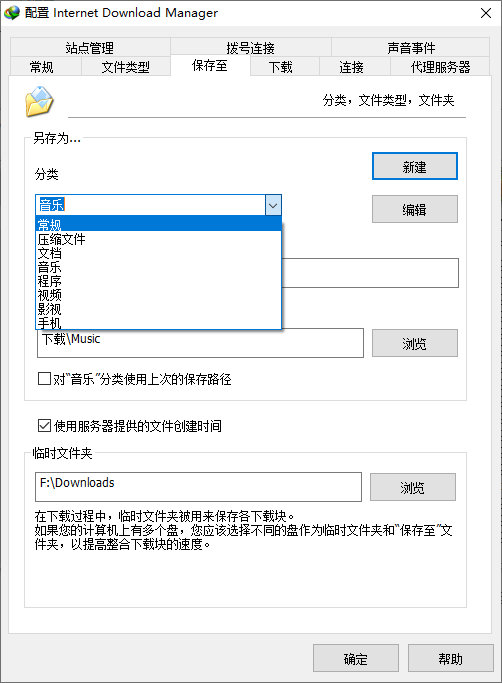 配置 Internet Download Manager
站点管理
拨号连接
声音事件
常规
文件类型
保存至
下载
连接
代理服务器
分类，文件类型，文件夹
另存为...
新建
分类
音乐
编辑
常规
压缩文件
文档
音乐
程序
视频
影视
手机
下载\Music
浏览
对“音乐”分类使用上次的保存路径
使用服务器提供的文件创建时间
临时文件夹
F:\Downloads
浏览
在下载过程中，临时文件夹被用来保存各下载块。
如果您的计算机上有多个盘，您应该选择不同的盘作为临时文件夹和“保存至”文
件夹，以提高整合下载块的速度。
确定
帮助